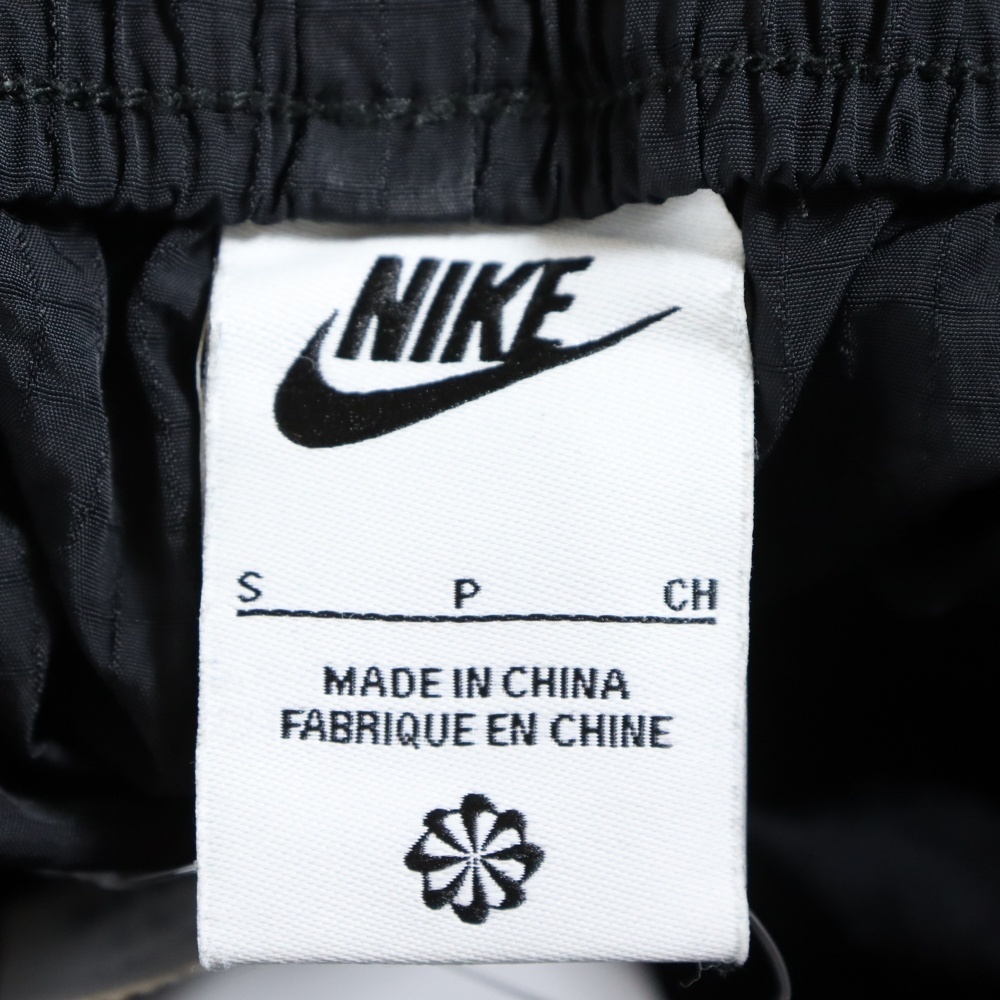 NIKE
S P CH
MADE IN CHINA
FABRIQUE EN CHINE